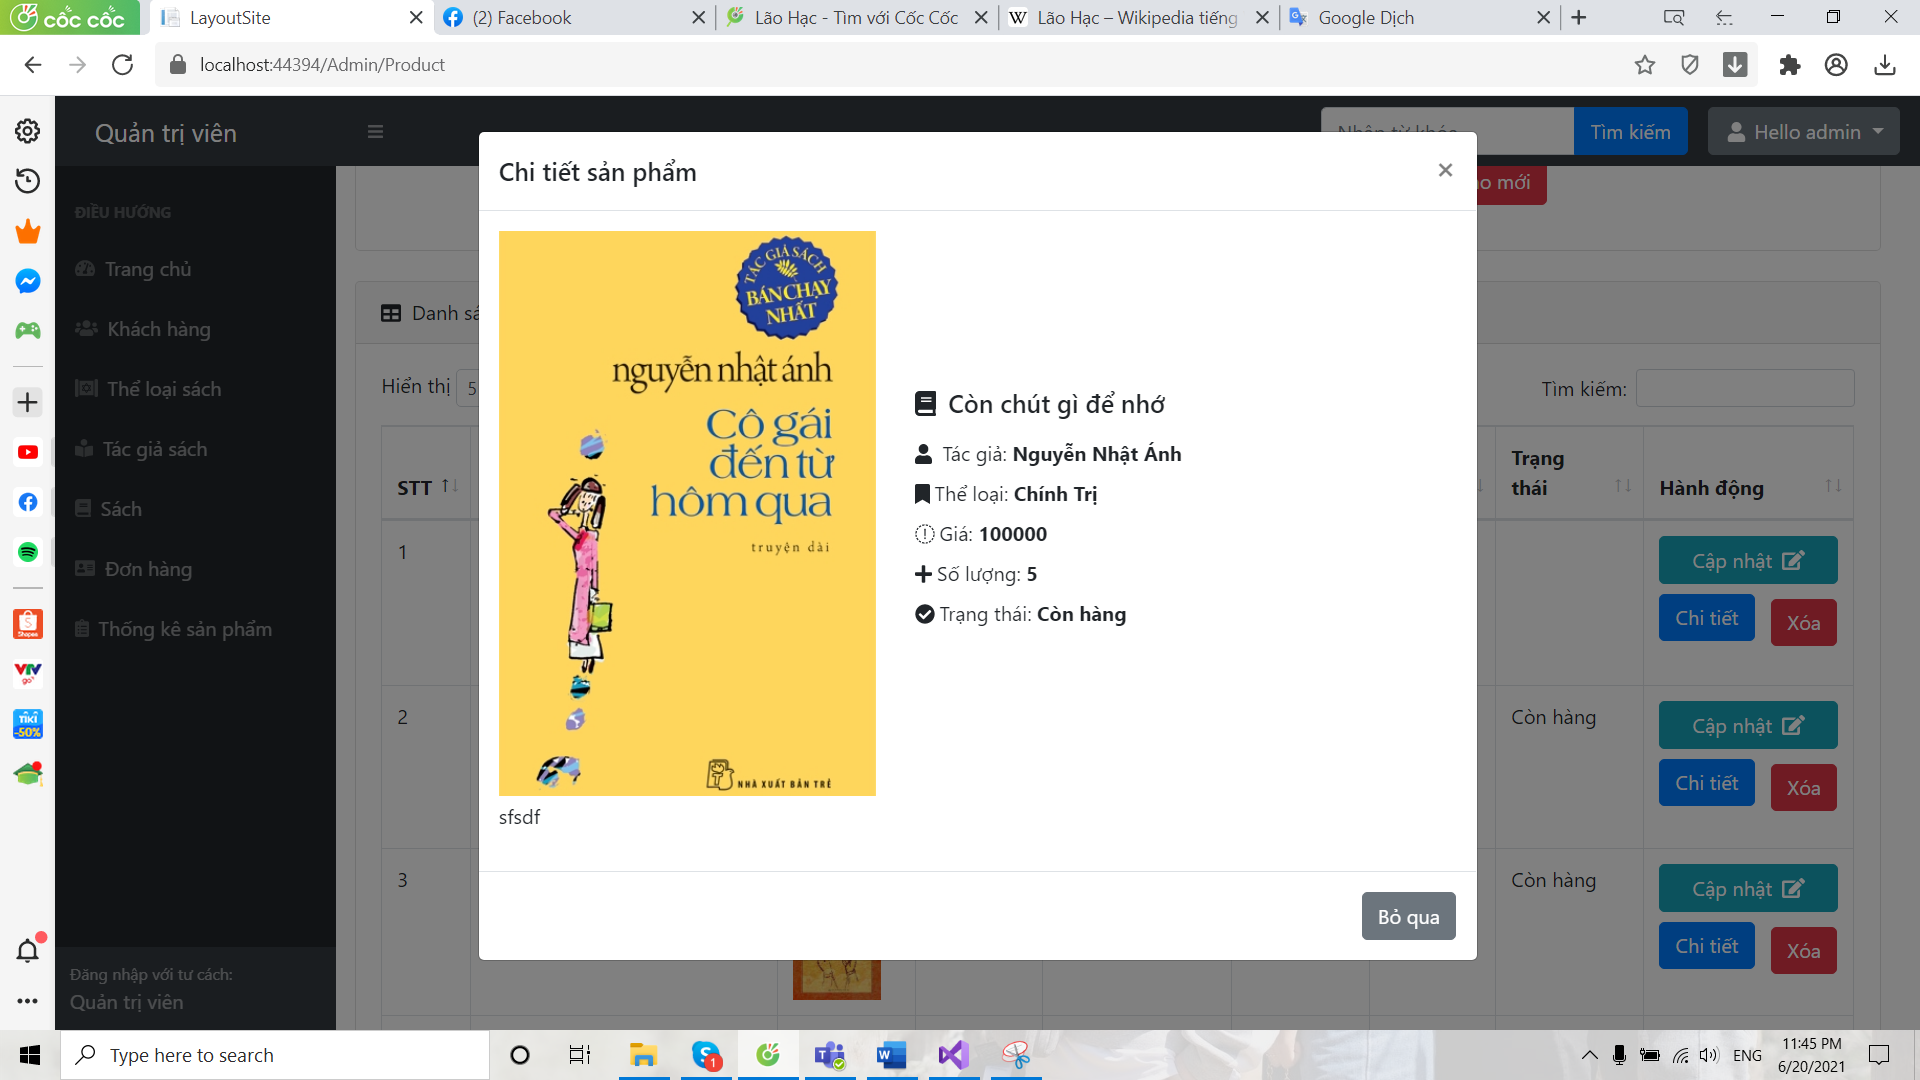 cốc cốc
LayoutSite
(2) Facebook
Lão Hạc - Tìm với Cốc Cốc
Lão Hạc – Wikipedia tiếng
Google Dịch
localhost:44394/Admin/Product
Quản trị viên
Tìm kiếm
Hello admin
ĐIỀU HƯỚNG
Trang chủ
Khách hàng
Thể loại sách
Tác giả sách
Sách
Đơn hàng
Thống kê sản phẩm
Đăng nhập với tư cách:
Quản trị viên
mới
Danh sá
Hiển thị 5
Tìm kiếm:
STT
Trạng thái
Hành động
1
Cập nhật
Chi tiết
Xóa
2
Còn hàng
Cập nhật
Chi tiết
Xóa
3
Còn hàng
Cập nhật
Chi tiết
Xóa
Chi tiết sản phẩm
×
TÁC GIẢ SÁCH
BÁN CHẠY
NHẤT
nguyễn nhật ánh
Cô gái
đến từ
hôm qua
truyện dài
NHÀ XUẤT BẢN TRẺ
sfsdf
Còn chút gì để nhớ
Tác giả: Nguyễn Nhật Ánh
Thể loại: Chính Trị
Giá: 100000
Số lượng: 5
Trạng thái: Còn hàng
Bỏ qua
Shopee
VTV
go
TIKI
-50%
Type here to search
1
ENG
11:45 PM
6/20/2021